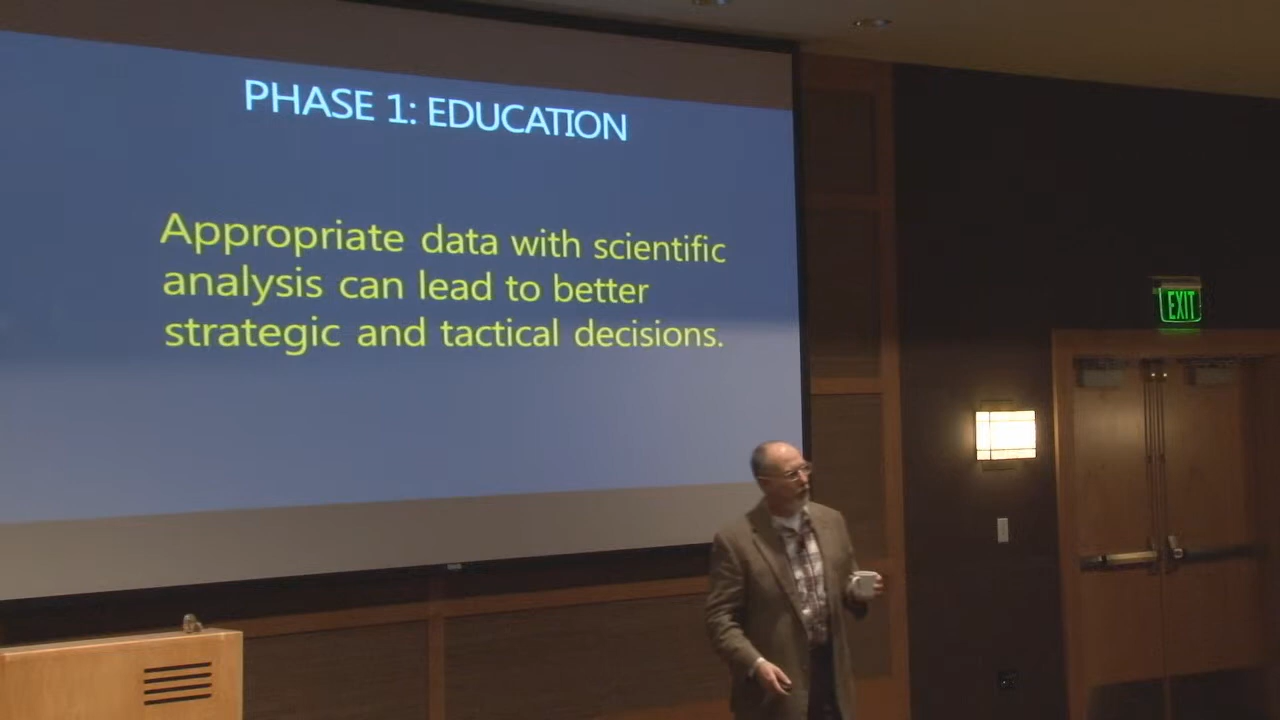 PHASE 1: EDUCATION
Appropriate data with scientific
analysis can lead to better
strategic and tactical decisions.
EXIT